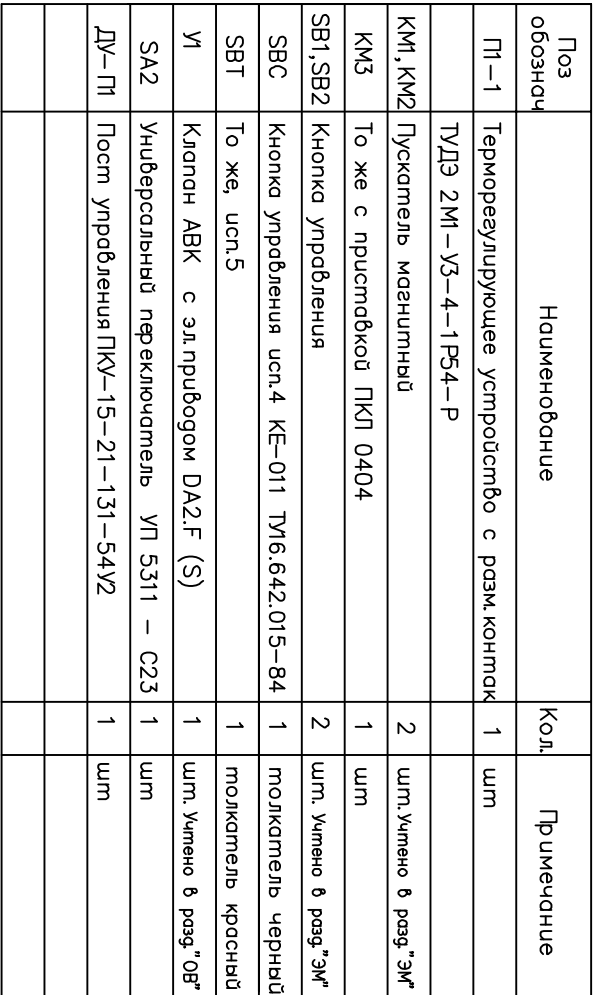 Поз обознач Наименование Кол. Примечание
П1-1 Терморегулирующее устройство с разм.контак 1 шт
ТУДЭ 2М1-У3-4-1Р54-Р
КМ1,КМ2 Пускатель магнитный 2 шт.Учтено в разд."ЭМ"
КМ3 То же с приставкой ПКЛ 0404 1 шт
SB1,SB2 Кнопка управления 2 шт. Учтено в разд."ЭМ"
SBC Кнопка управления исп.4 КЕ-011 ТУ16.642.015-84 1 толкатель черный
SBT То же, исп.5 1 толкатель красный
У1 Клапан АВК с эл.приводом DA2.F (S) 1 шт. Учтено в разд."ОВ"
SA2 Универсальный переключатель УП 5311 - С23 1 шт
ДУ-П1 Пост управления ПКУ-15-21-131-54У2 1 шт